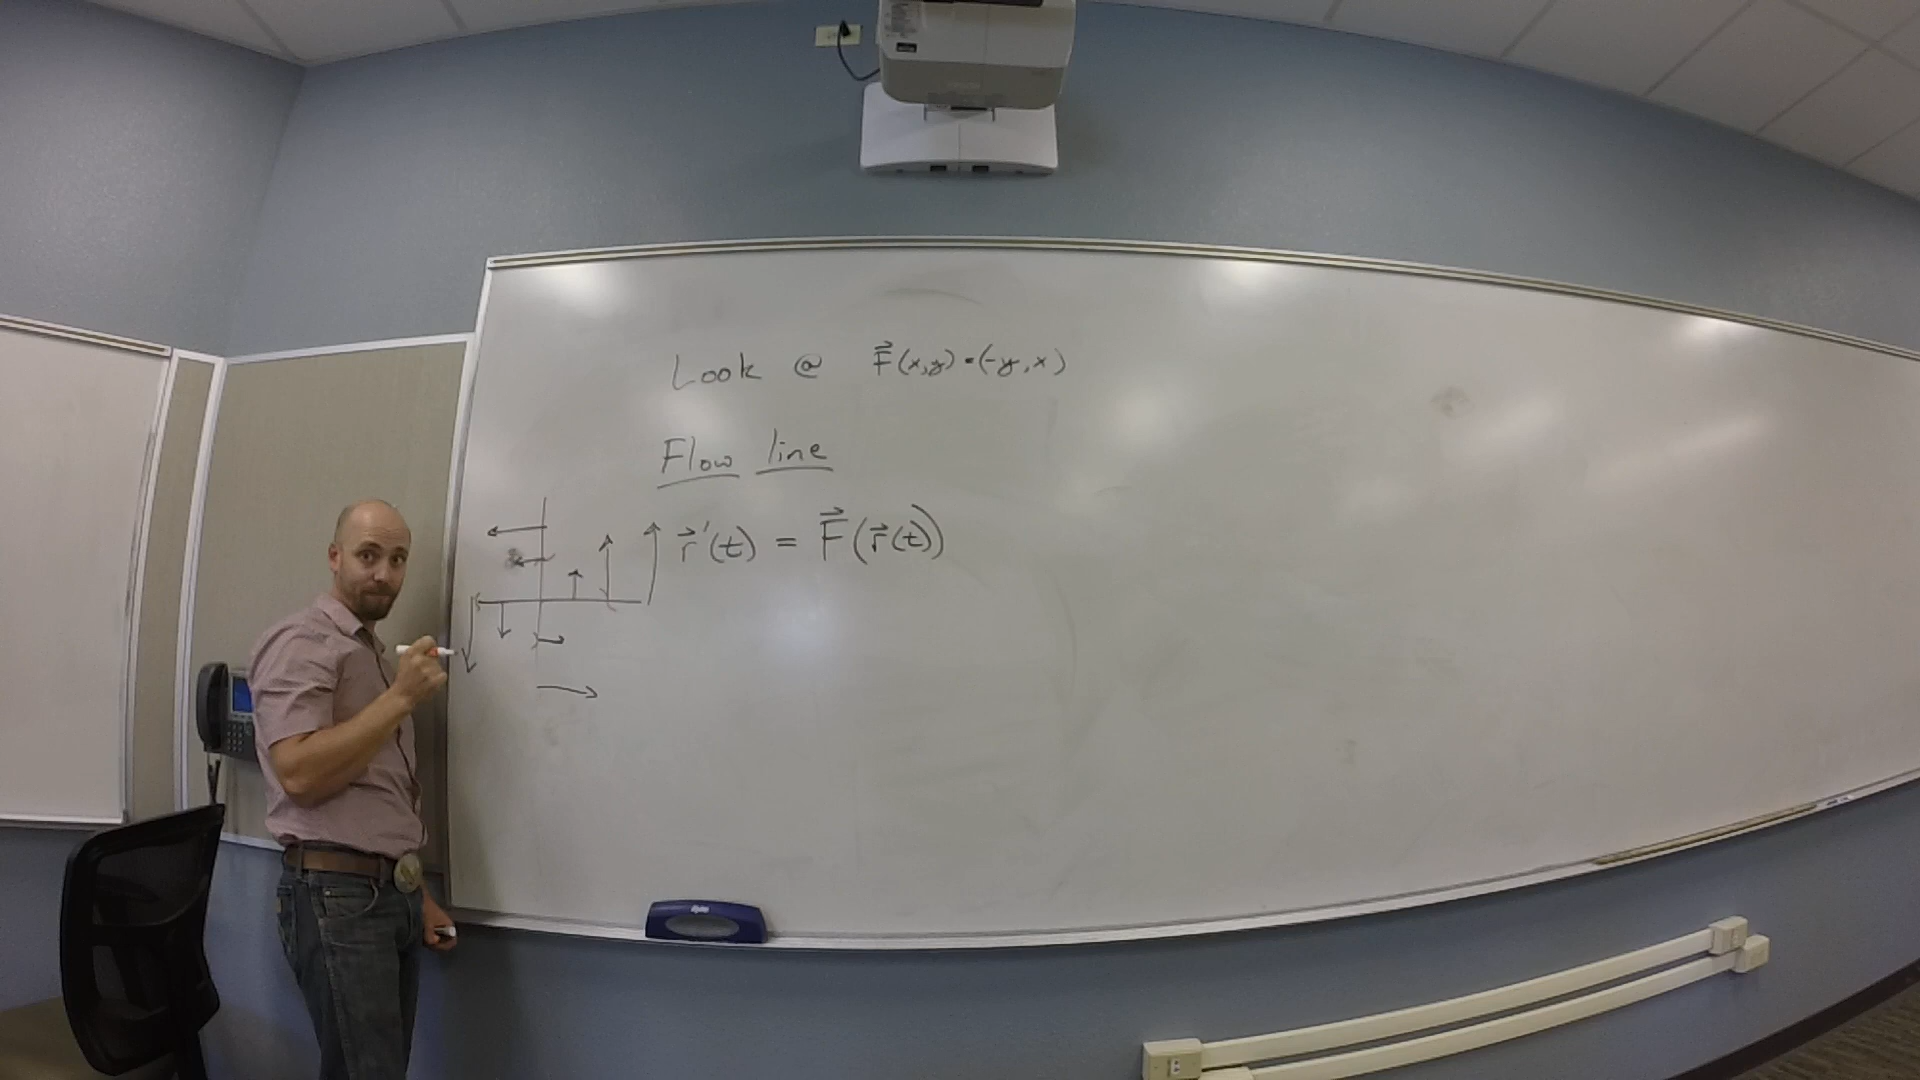 Look @ F⃗(x,y) = (-y, x)
Flow line
r⃗'(t) = F⃗(r⃗(t))